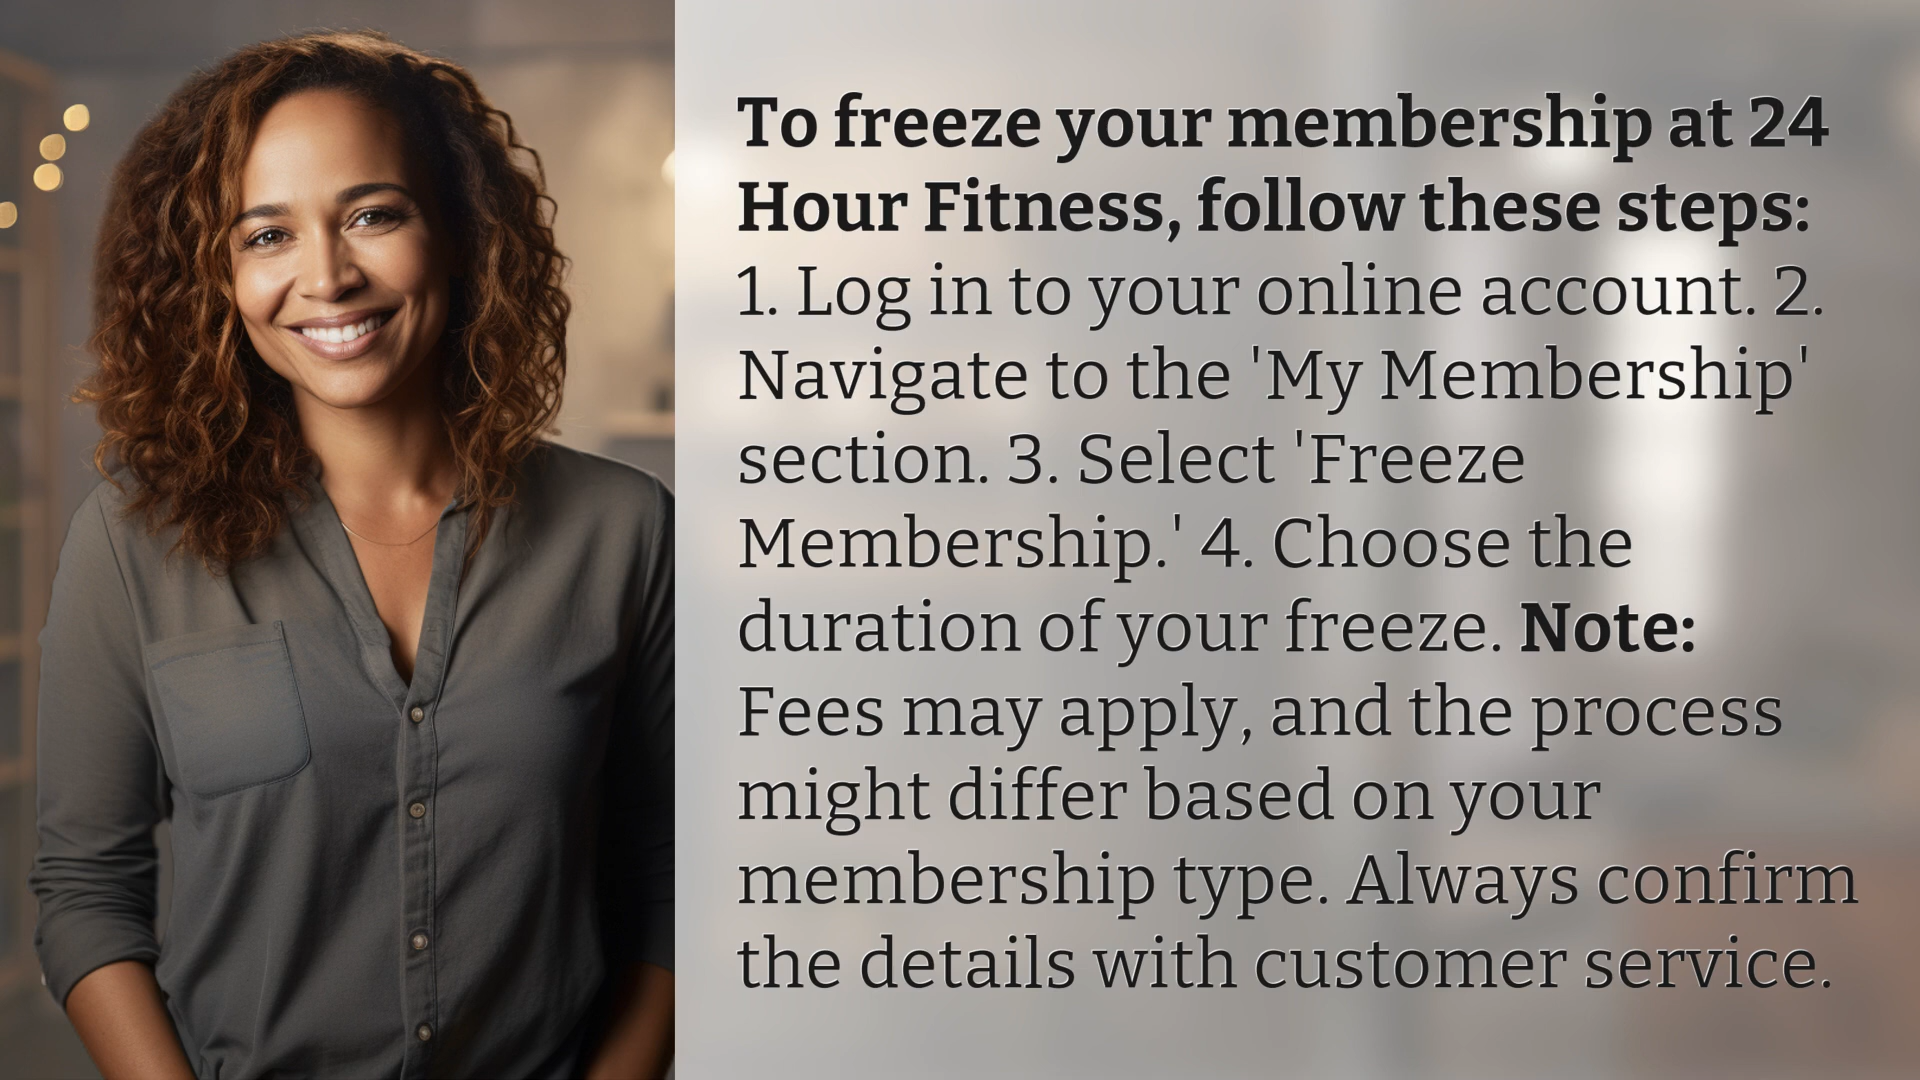 To freeze your membership at 24
Hour Fitness, follow these steps:
1. Log in to your online account. 2.
Navigate to the 'My Membership'
section. 3. Select 'Freeze
Membership.' 4. Choose the
duration of your freeze. Note:
Fees may apply, and the process
might differ based on your
membership type. Always confirm
the details with customer service.